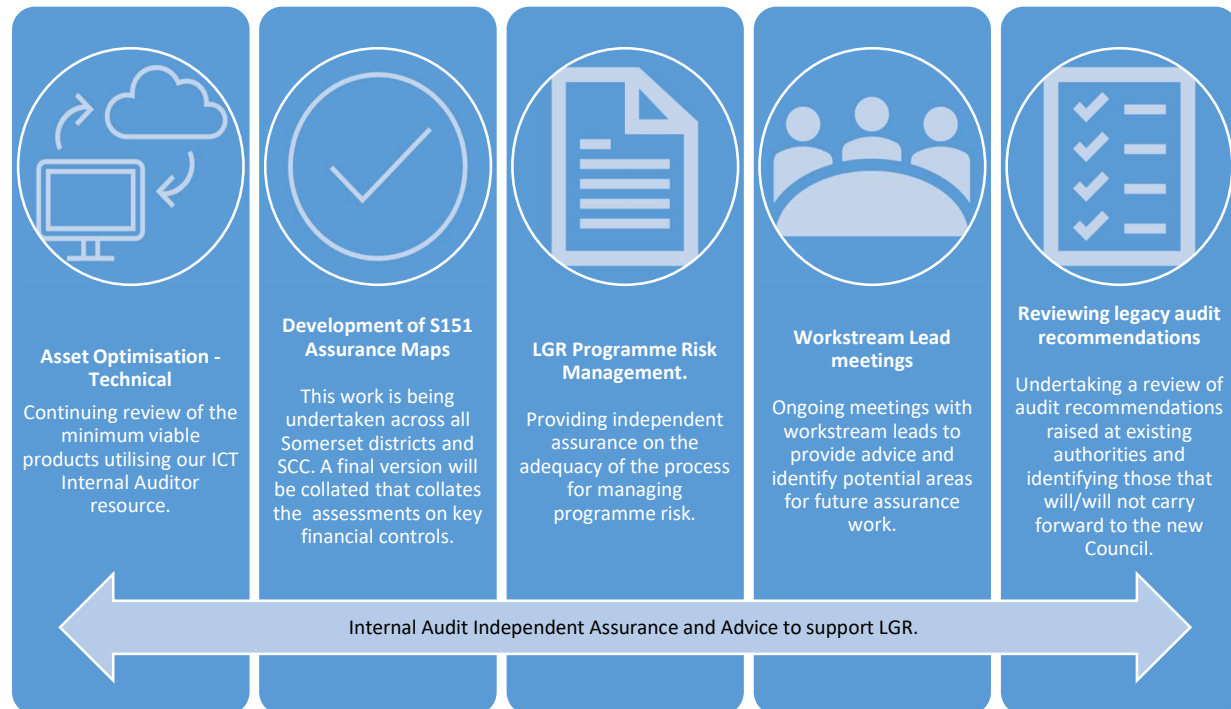 Asset Optimisation -
Technical
Continuing review of the
minimum viable
products utilising our ICT
Internal Auditor
resource.
Development of S151
Assurance Maps
This work is being
undertaken across all
Somerset districts and
SCC. A final version will
be collated that collates
the assessments on key
financial controls.
LGR Programme Risk
Management.
Providing independent
assurance on the
adequacy of the process
for managing
programme risk.
Workstream Lead
meetings
Ongoing meetings with
workstream leads to
provide advice and
identify potential areas
for future assurance
work.
Reviewing legacy audit
recommendations
Undertaking a review of
audit recommendations
raised at existing
authorities and
identifying those that
will/will not carry
forward to the new
Council.
Internal Audit Independent Assurance and Advice to support LGR.